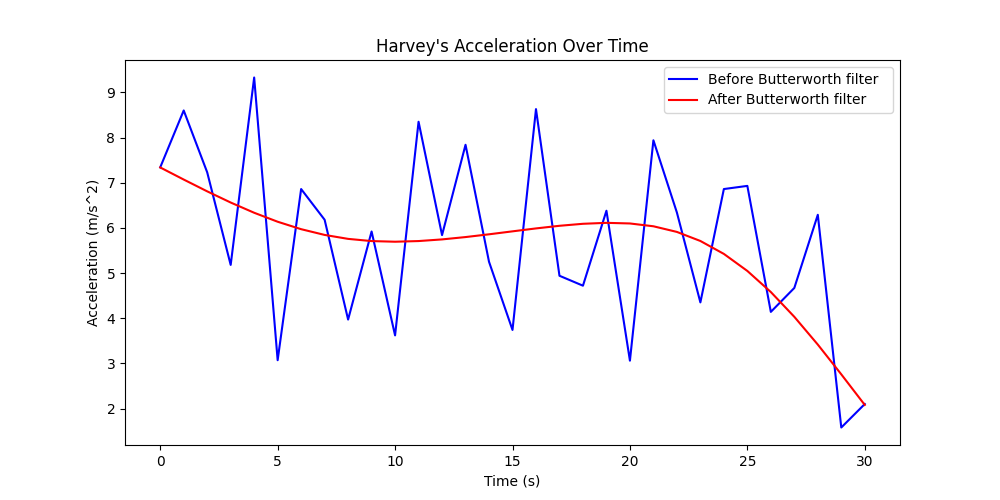 Harvey's Acceleration Over Time
Before Butterworth filter
After Butterworth filter
9
8
7
6
5
4
3
2
Acceleration (m/s^2)
0 5 10 15 20 25 30
Time (s)